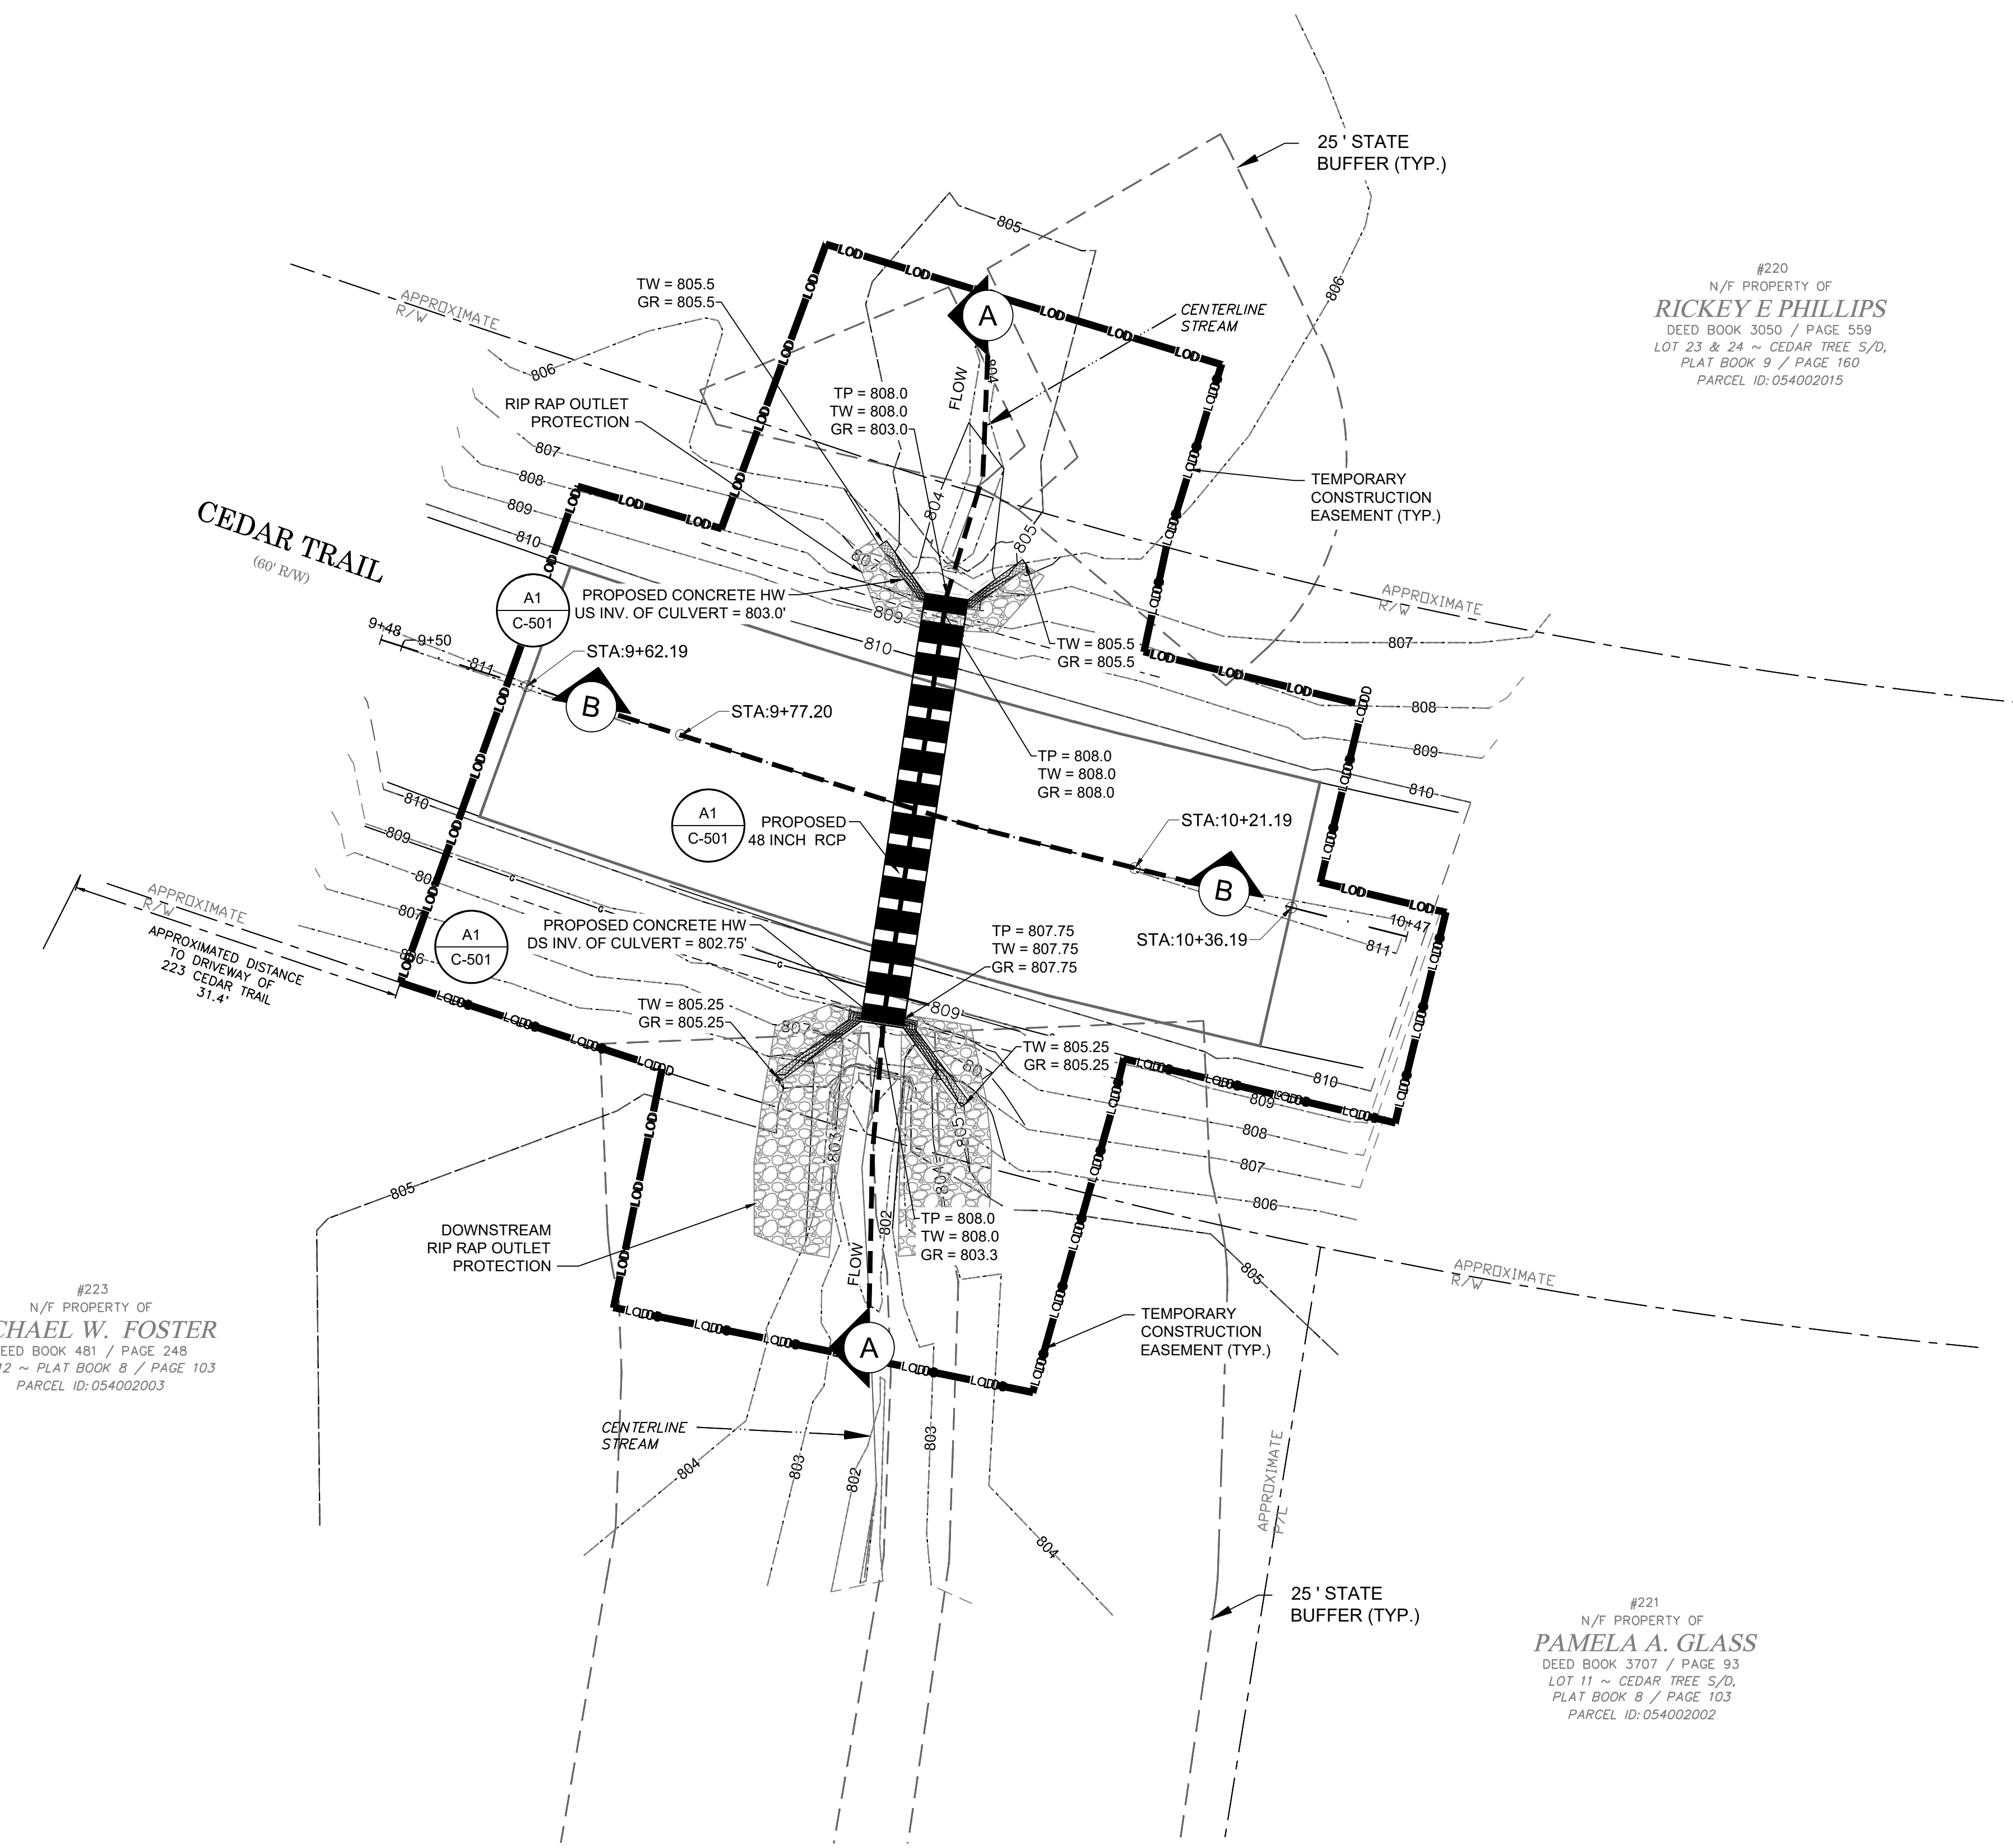 25 ' STATE
BUFFER (TYP.)
805
#220
N/F PROPERTY OF
RICKEY E PHILLIPS
DEED BOOK 3050 / PAGE 559
LOT 23 & 24 ~ CEDAR TREE S/D,
PLAT BOOK 9 / PAGE 160
PARCEL ID: 054002015
LOD
LOD
LOD
LOD
LOD
LOD
TW = 805.5
GR = 805.5
APPROXIMATE
R/W
806
A
CENTERLINE
STREAM
806
804
FLOW
TP = 808.0
TW = 808.0
GR = 803.0
RIP RAP OUTLET
PROTECTION
807
808
809
810
804
805
TEMPORARY
CONSTRUCTION
EASEMENT (TYP.)
CEDAR TRAIL
(60' R/W)
A1
C-501
PROPOSED CONCRETE HW
US INV. OF CULVERT = 803.0'
809
810
APPROXIMATE
R/W
807
808
809
810
9+48
9+50
811
STA:9+62.19
TW = 805.5
GR = 805.5
B
STA:9+77.20
TP = 808.0
TW = 808.0
GR = 808.0
A1
C-501
PROPOSED
48 INCH RCP
STA:10+21.19
B
10+47
811
STA:10+36.19
810
809
807
806
G
G
G
APPROXIMATE
R/W
APPROXIMATED DISTANCE
TO DRIVEWAY OF
223 CEDAR TRAIL
31.4'
A1
C-501
PROPOSED CONCRETE HW
DS INV. OF CULVERT = 802.75'
TP = 807.75
TW = 807.75
GR = 807.75
TW = 805.25
GR = 805.25
807
809
TW = 805.25
GR = 805.25
810
809
808
807
806
805
803
804
805
802
TP = 808.0
TW = 808.0
GR = 803.3
FLOW
DOWNSTREAM
RIP RAP OUTLET
PROTECTION
805
APPROXIMATE
R/W
#223
N/F PROPERTY OF
CHAEL W. FOSTER
EED BOOK 481 / PAGE 248
12 ~ PLAT BOOK 8 / PAGE 103
PARCEL ID: 054002003
A
TEMPORARY
CONSTRUCTION
EASEMENT (TYP.)
CENTERLINE
STREAM
804
803
802
803
804
APPROXIMATE
P/L
25 ' STATE
BUFFER (TYP.)
#221
N/F PROPERTY OF
PAMELA A. GLASS
DEED BOOK 3707 / PAGE 93
LOT 11 ~ CEDAR TREE S/D,
PLAT BOOK 8 / PAGE 103
PARCEL ID: 054002002